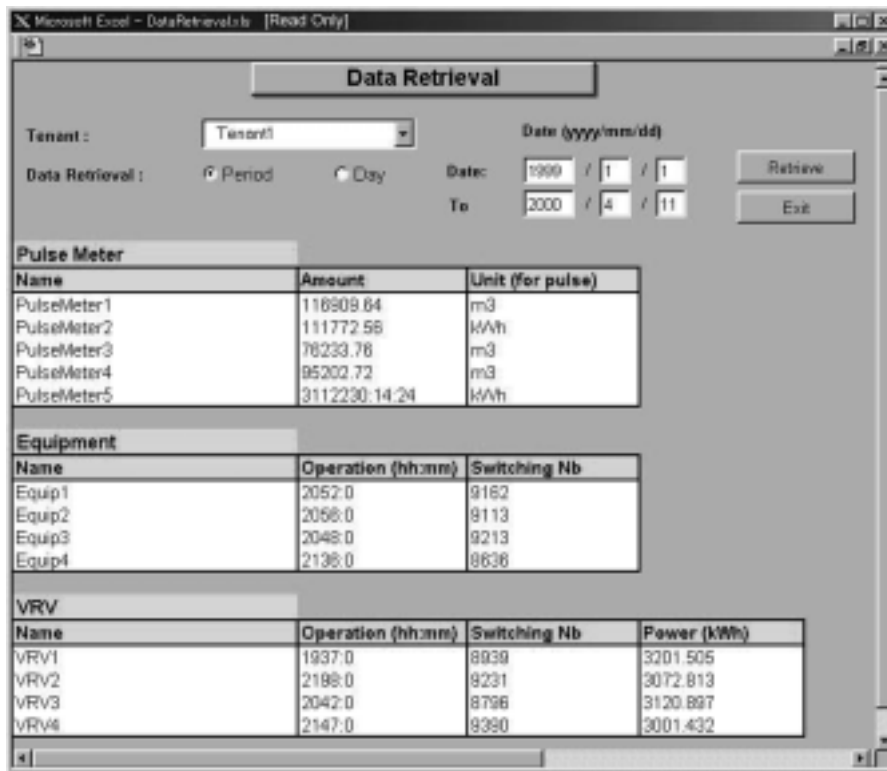 Microsoft Excel - DataRetrieval.xls [Read Only]
Data Retrieval
Tenant : Tenant1 Date (yyyy/mm/dd)
Data Retrieval : Period Day Date: 1999 / 1 / 1 Retrieve
To 2000 / 4 / 11 Exit
Pulse Meter
Name Amount Unit (for pulse)
PulseMeter1 116909.64 m3
PulseMeter2 111772.56 kWh
PulseMeter3 76233.76 m3
PulseMeter4 95202.72 m3
PulseMeter5 3112230:14:24 kWh
Equipment
Name Operation (hh:mm) Switching Nb
Equip1 2052:0 9162
Equip2 2056:0 9113
Equip3 2048:0 9213
Equip4 2136:0 8636
VRV
Name Operation (hh:mm) Switching Nb Power (kWh)
VRV1 1937:0 8939 3201.505
VRV2 2198:0 9231 3072.813
VRV3 2042:0 8796 3120.897
VRV4 2147:0 9390 3001.432